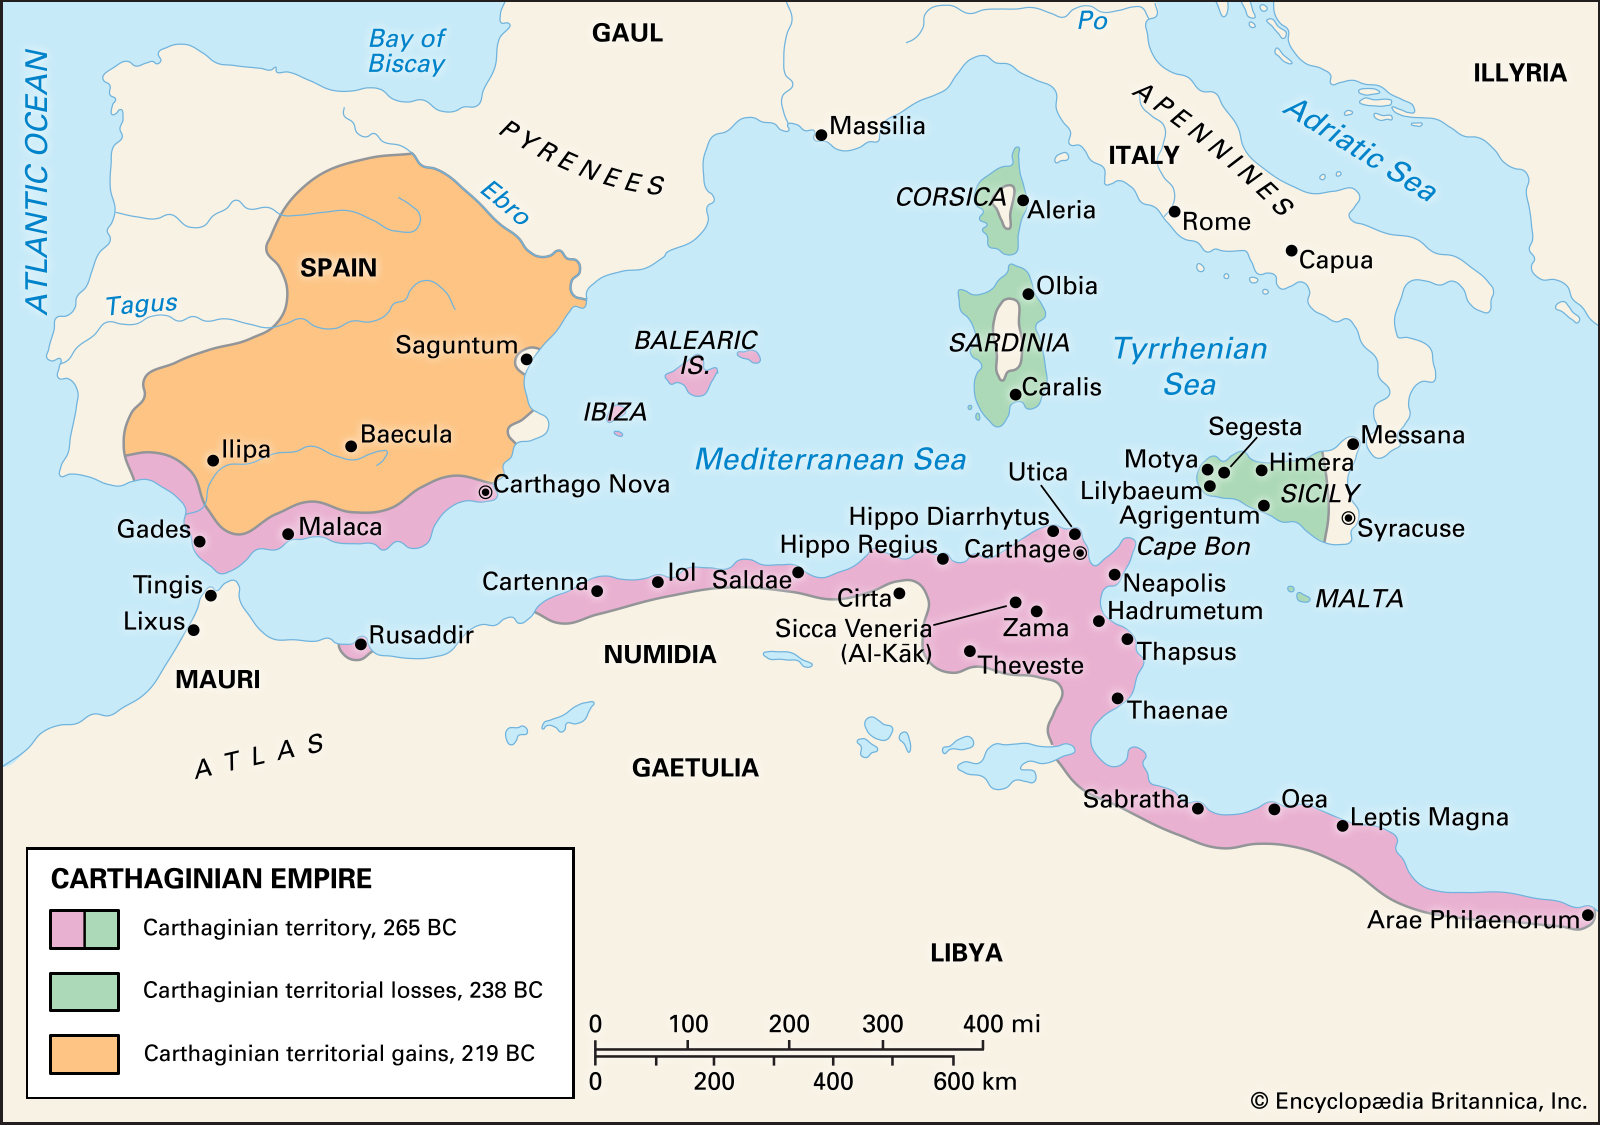 Po
GAUL
Bay of
Biscay
ILLYRIA
ATLANTIC OCEAN
APENNINES
Adriatic Sea
PYRENEES
Massilia
ITALY
CORSICA
Aleria
Ebro
Rome
Capua
SPAIN
Olbia
Tagus
Saguntum
BALEARIC
IS.
SARDINIA
Tyrrhenian
Sea
Caralis
IBIZA
Segesta
Messana
Baecula
Ilipa
Mediterranean Sea
Motya
Himera
Utica
Carthago Nova
Lilybaeum
SICILY
Agrigentum
Hippo Diarrhytus
Gades
Malaca
Syracuse
Hippo Regius
Carthage
Cape Bon
Tingis
Cartenna
Iol
Saldae
Neapolis
Cirta
MALTA
Lixus
Hadrumetum
Rusaddir
Sicca Veneria
(Al-Kāk)
Zama
NUMIDIA
Thapsus
Theveste
MAURI
Thaenae
ATLAS
GAETULIA
Sabratha
Oea
Leptis Magna
Arae Philaenorum
LIBYA
CARTHAGINIAN EMPIRE
Carthaginian territory, 265 BC
Carthaginian territorial losses, 238 BC
Carthaginian territorial gains, 219 BC
0 100 200 300 400 mi
0 200 400 600 km
© Encyclopædia Britannica, Inc.